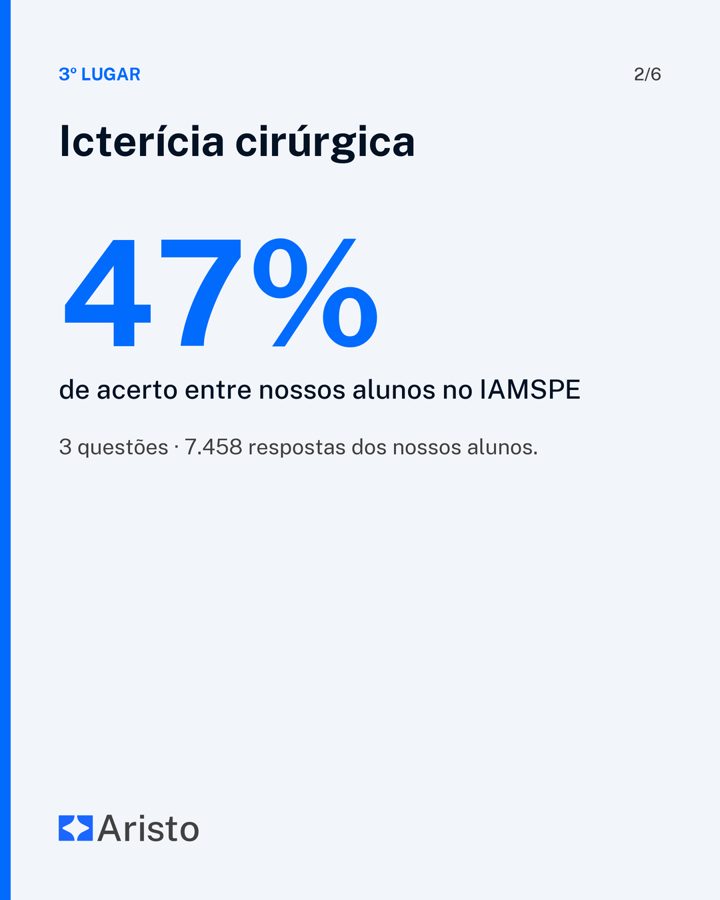 3º LUGAR
2/6
Icterícia cirúrgica
47%
de acerto entre nossos alunos no IAMSPE
3 questões · 7.458 respostas dos nossos alunos.
Aristo